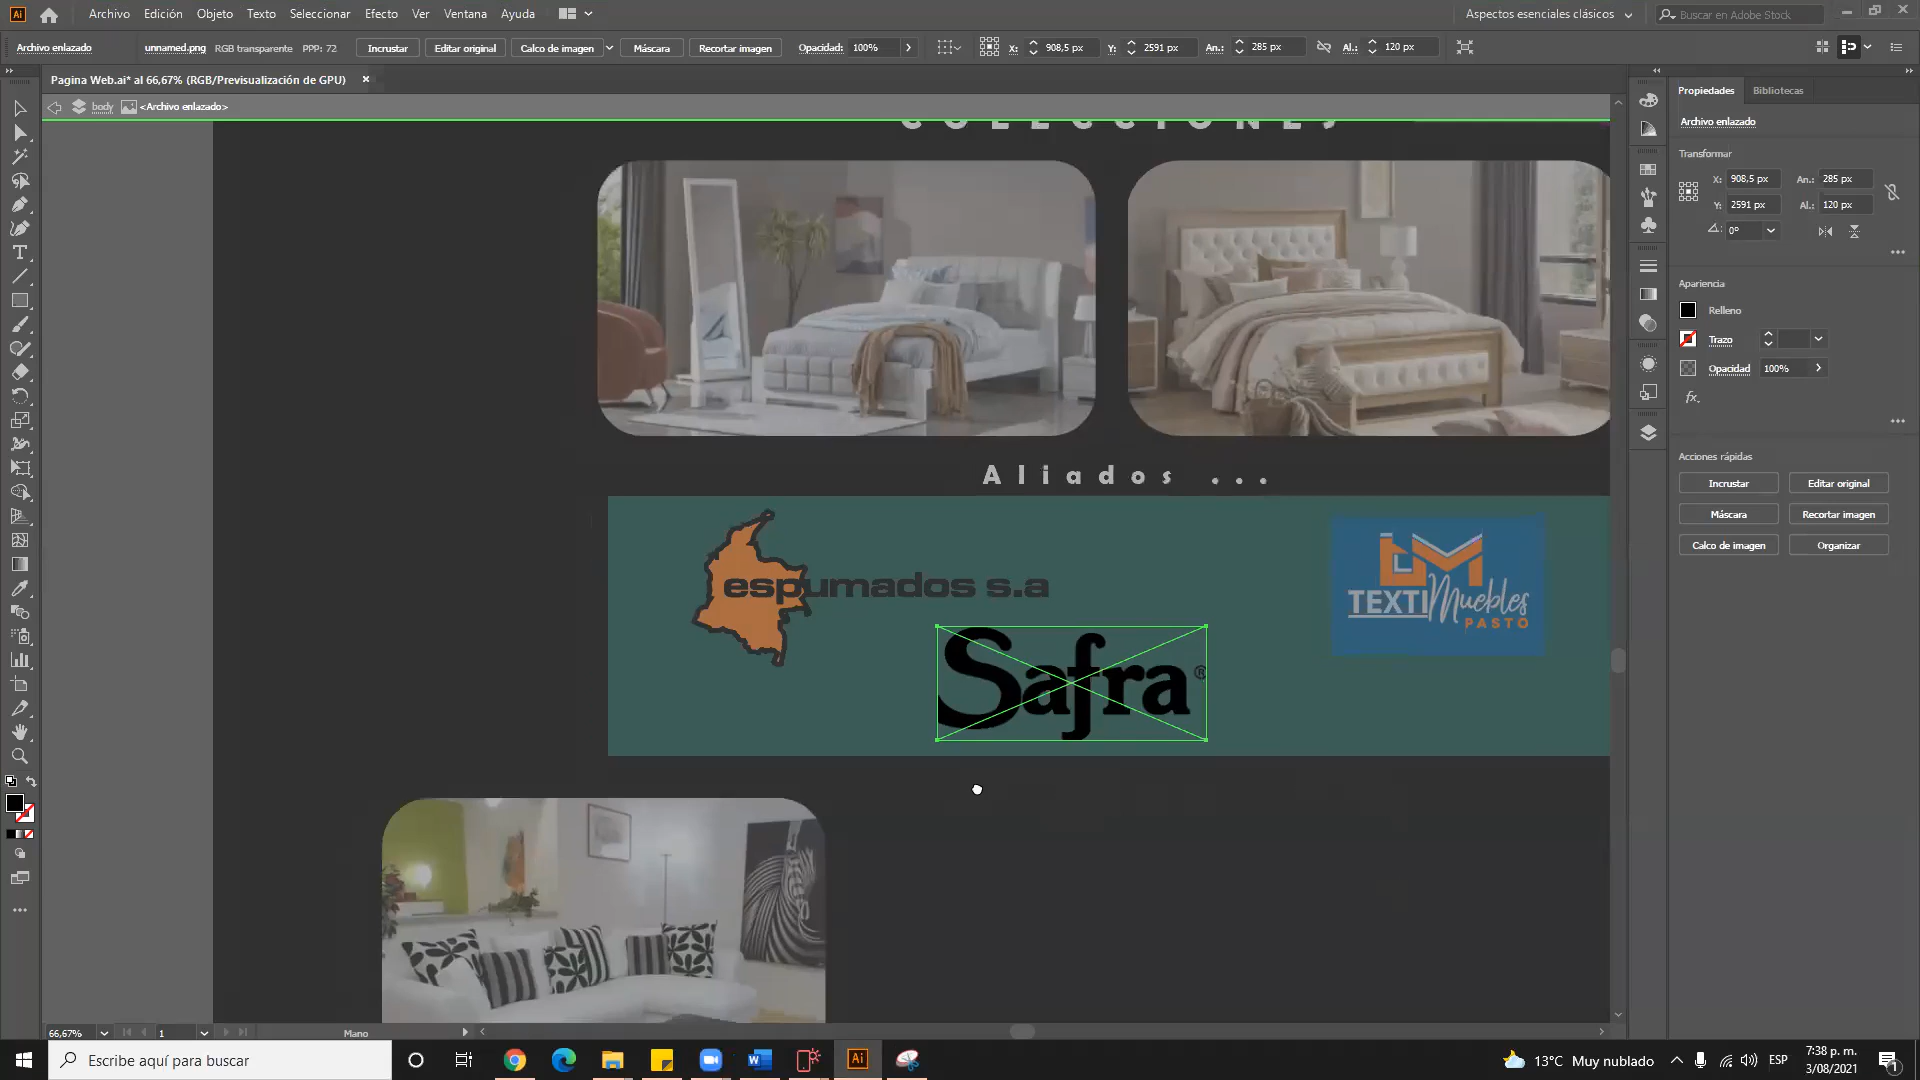 Ai Archivo Edición Objeto Texto Seleccionar Efecto Ver Ventana Ayuda Aspectos esenciales clásicos Buscar en Adobe Stock
Archivo enlazado unnamed.png RGB transparente PPP: 72 Incrustar Editar original Calco de imagen Máscara Recortar imagen Opacidad: 100% X: 908,5 px Y: 2591 px An.: 285 px Al.: 120 px
Pagina Web.ai* al 66,67% (RGB/Previsualización de GPU) ×
body <Archivo enlazado>
COLECCIONES
Aliados ...
espumados s.a
LM
TEXTIMuebles
PASTO
Safra®
Propiedades Bibliotecas
Archivo enlazado
Transformar
X: 908,5 px An.: 285 px
Y: 2591 px Al.: 120 px
0°
Apariencia
Relleno
Trazo
Opacidad 100%
fx
Acciones rápidas
Incrustar Editar original
Máscara Recortar imagen
Calco de imagen Organizar
66,67% 1 Mano
Escribe aquí para buscar
13°C Muy nublado ESP
7:38 p. m.
3/08/2021
1